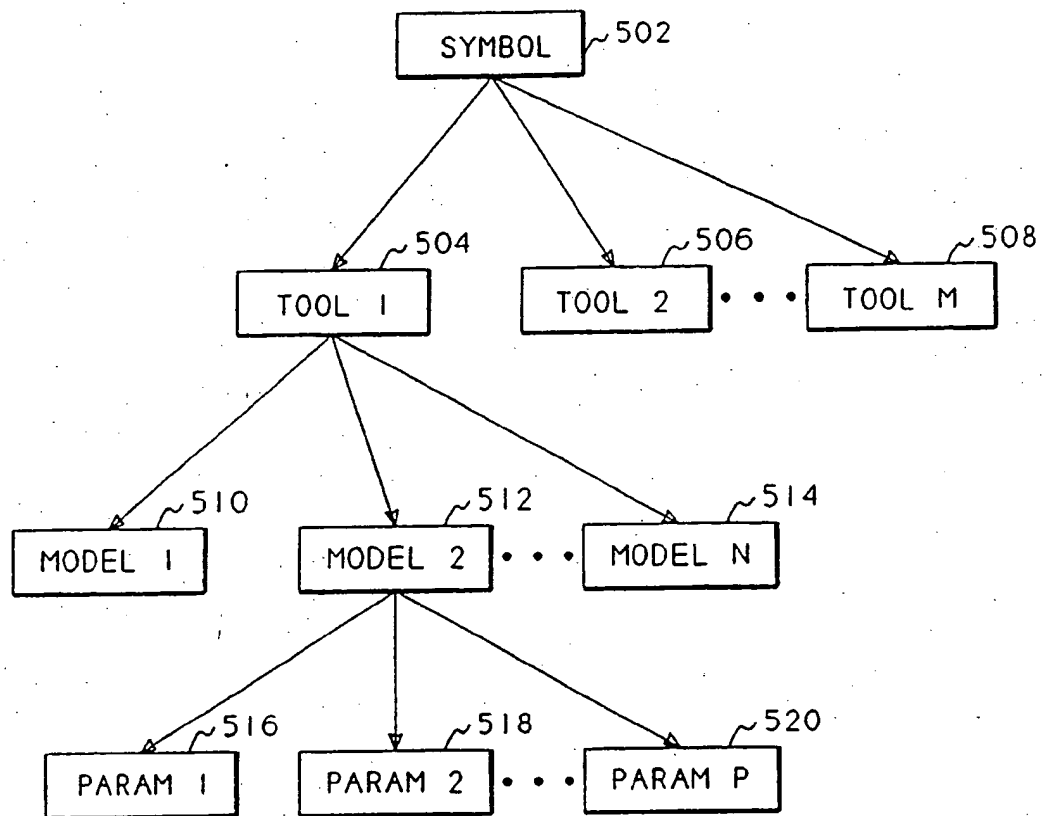 SYMBOL 502
504 506 508
TOOL 1 TOOL 2 • • • TOOL M
510 512 514
MODEL 1 MODEL 2 • • • MODEL N
516 518 520
PARAM 1 PARAM 2 • • • PARAM P